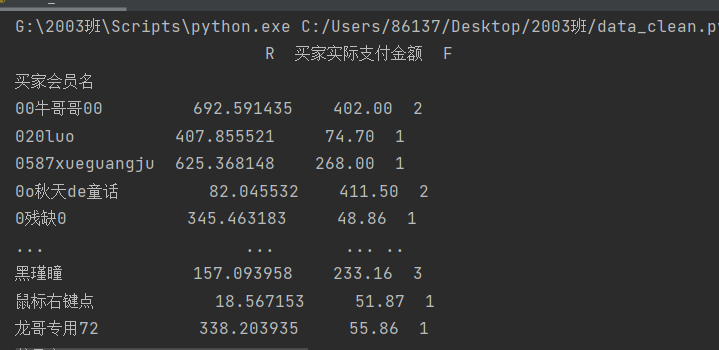 G:\2003班\Scripts\python.exe C:/Users/86137/Desktop/2003班/data_clean.py
R 买家实际支付金额 F
买家会员名
00牛哥哥00 692.591435 402.00 2
020luo 407.855521 74.70 1
0587xueguangju 625.368148 268.00 1
0o秋天de童话 82.045532 411.50 2
0残缺0 345.463183 48.86 1
... ... ... ..
黑瑾瞳 157.093958 233.16 3
鼠标右键点 18.567153 51.87 1
龙哥专用72 338.203935 55.86 1